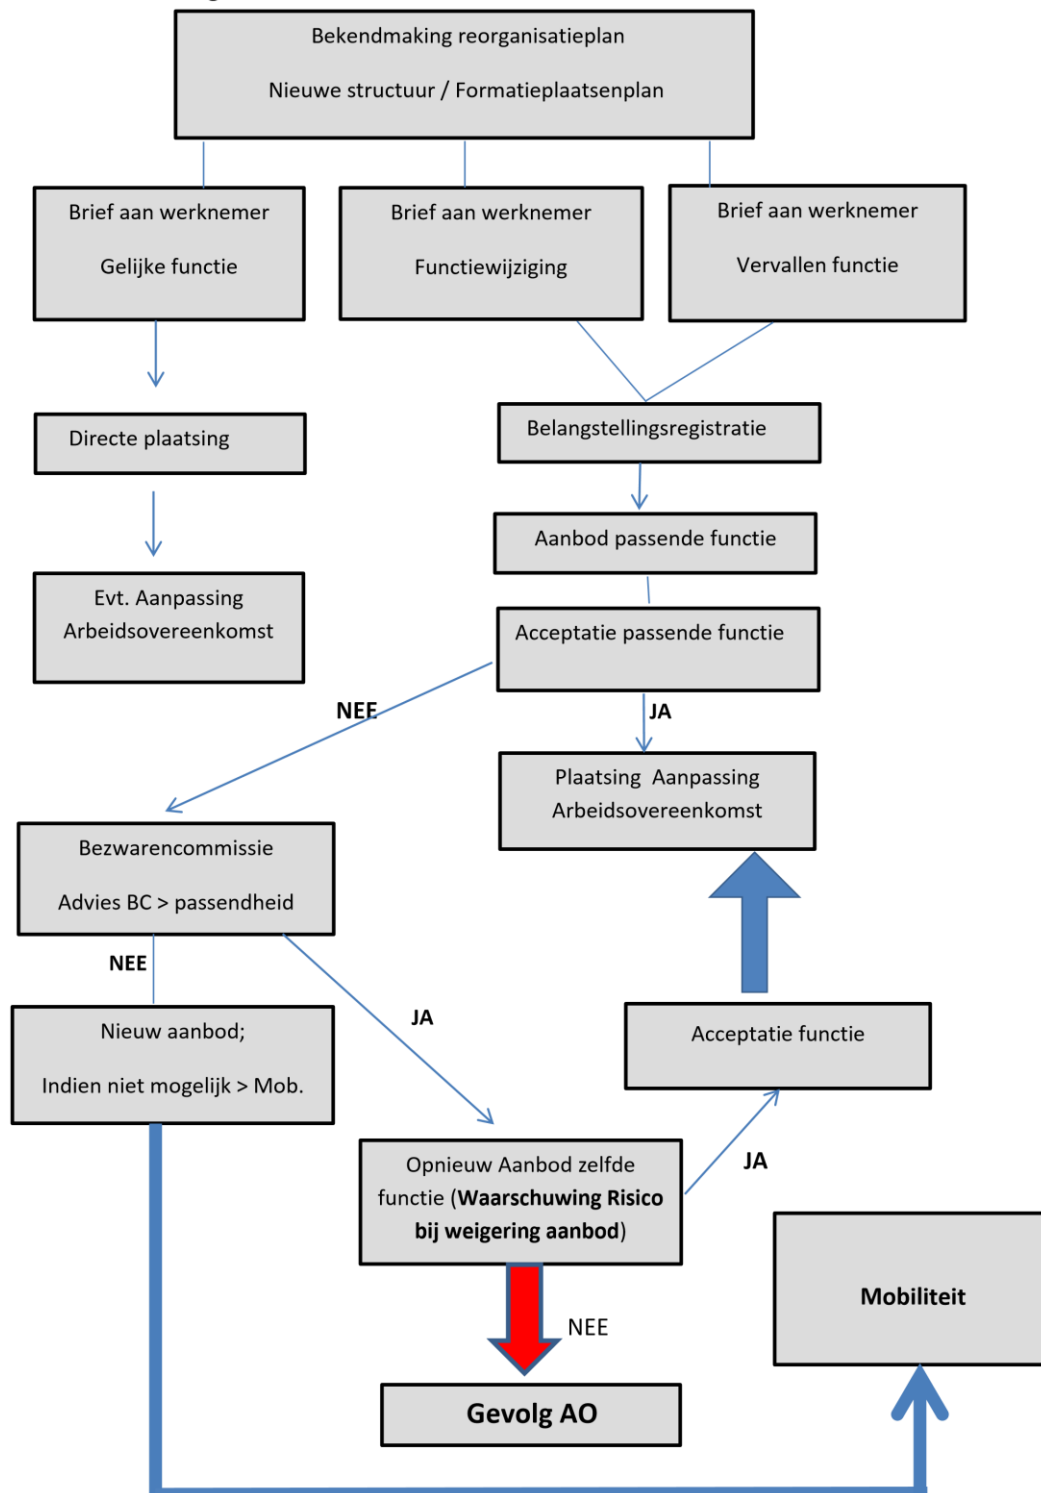 Bekendmaking reorganisatieplan
Nieuwe structuur / Formatieplaatsenplan
Brief aan werknemer
Gelijke functie
Brief aan werknemer
Functiewijziging
Brief aan werknemer
Vervallen functie
Directe plaatsing
Belangstellingsregistratie
Aanbod passende functie
Evt. Aanpassing
Arbeidsovereenkomst
Acceptatie passende functie
NEE
JA
Plaatsing Aanpassing
Arbeidsovereenkomst
Bezwarencommissie
Advies BC > passendheid
NEE
JA
Nieuw aanbod;
Indien niet mogelijk > Mob.
Acceptatie functie
Opnieuw Aanbod zelfde
functie (Waarschuwing Risico
bij weigering aanbod)
JA
Mobiliteit
NEE
Gevolg AO